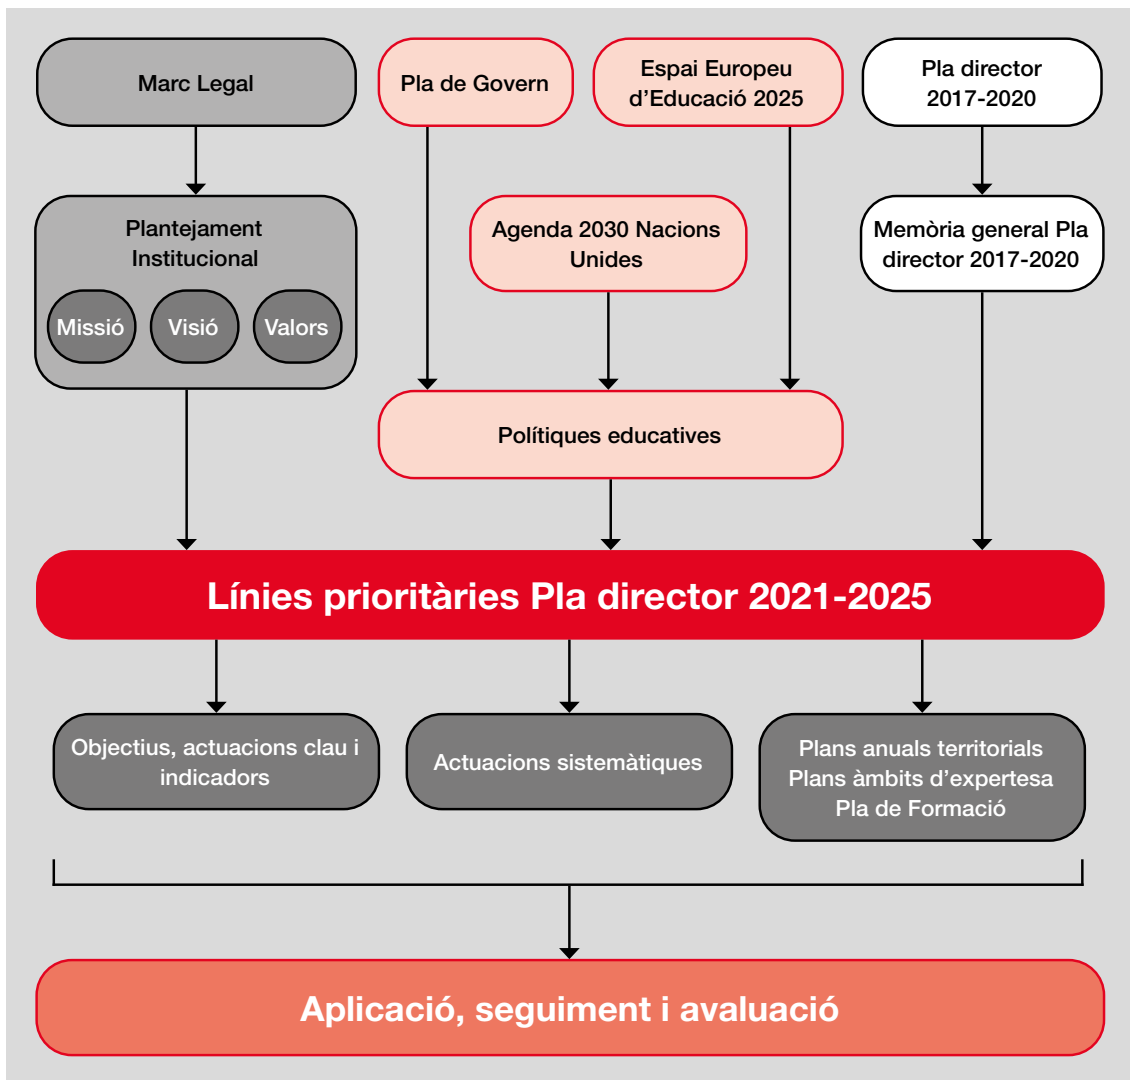 Marc Legal
Pla de Govern
Espai Europeu
d’Educació 2025
Pla director
2017-2020
Plantejament
Institucional
Missió
Visió
Valors
Agenda 2030 Nacions
Unides
Memòria general Pla
director 2017-2020
Polítiques educatives
Línies prioritàries Pla director 2021-2025
Objectius, actuacions clau i
indicadors
Actuacions sistemàtiques
Plans anuals territorials
Plans àmbits d’expertesa
Pla de Formació
Aplicació, seguiment i avaluació